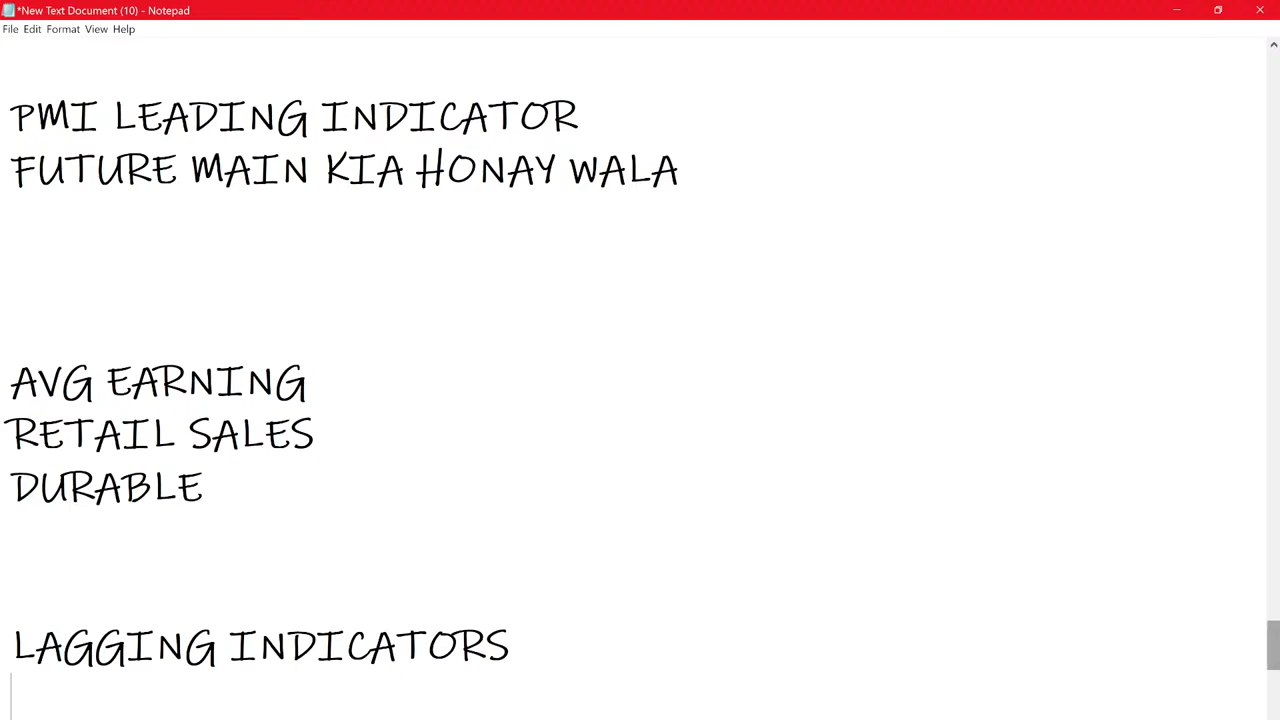 *New Text Document (10) - Notepad
File Edit Format View Help
PMI LEADING INDICATOR
FUTURE MAIN KIA HONAY WALA
AVG EARNING
RETAIL SALES
DURABLE
LAGGING INDICATORS